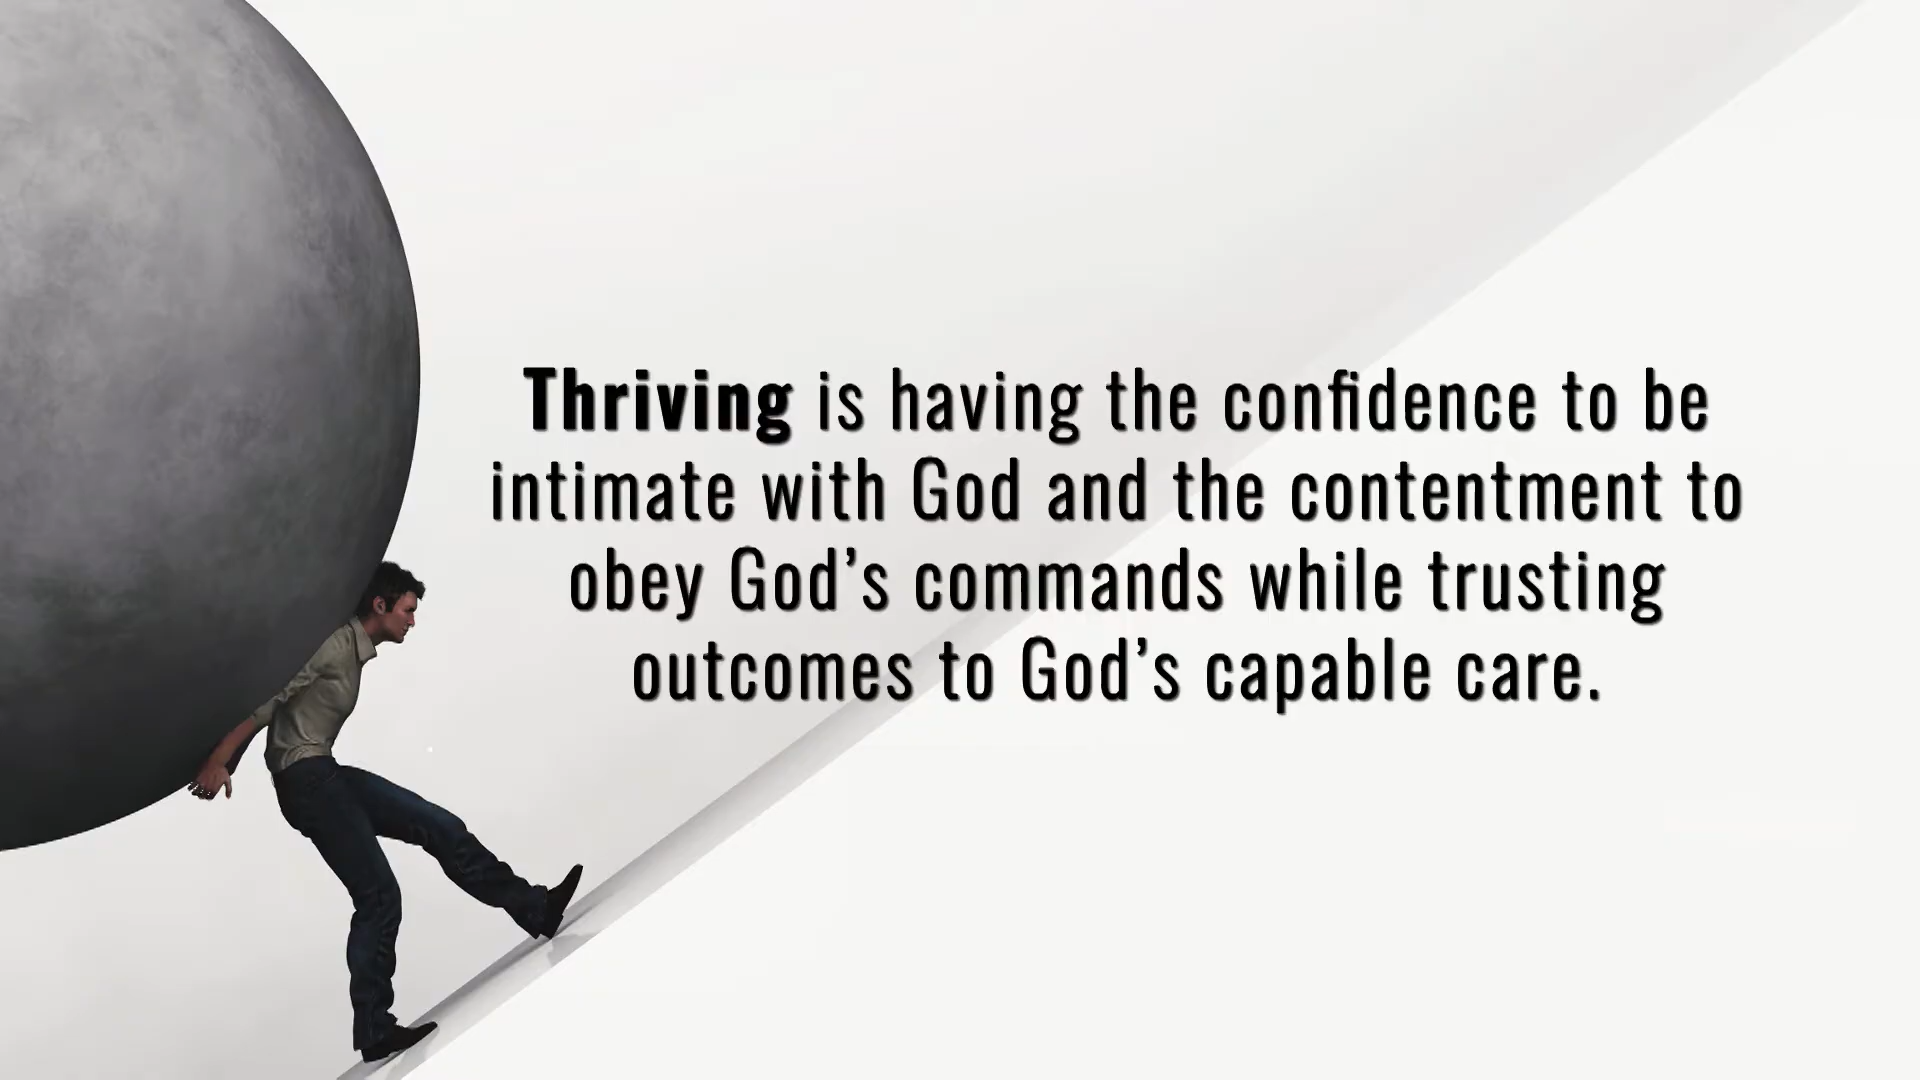 Thriving is having the confidence to be
intimate with God and the contentment to
obey God’s commands while trusting
outcomes to God’s capable care.